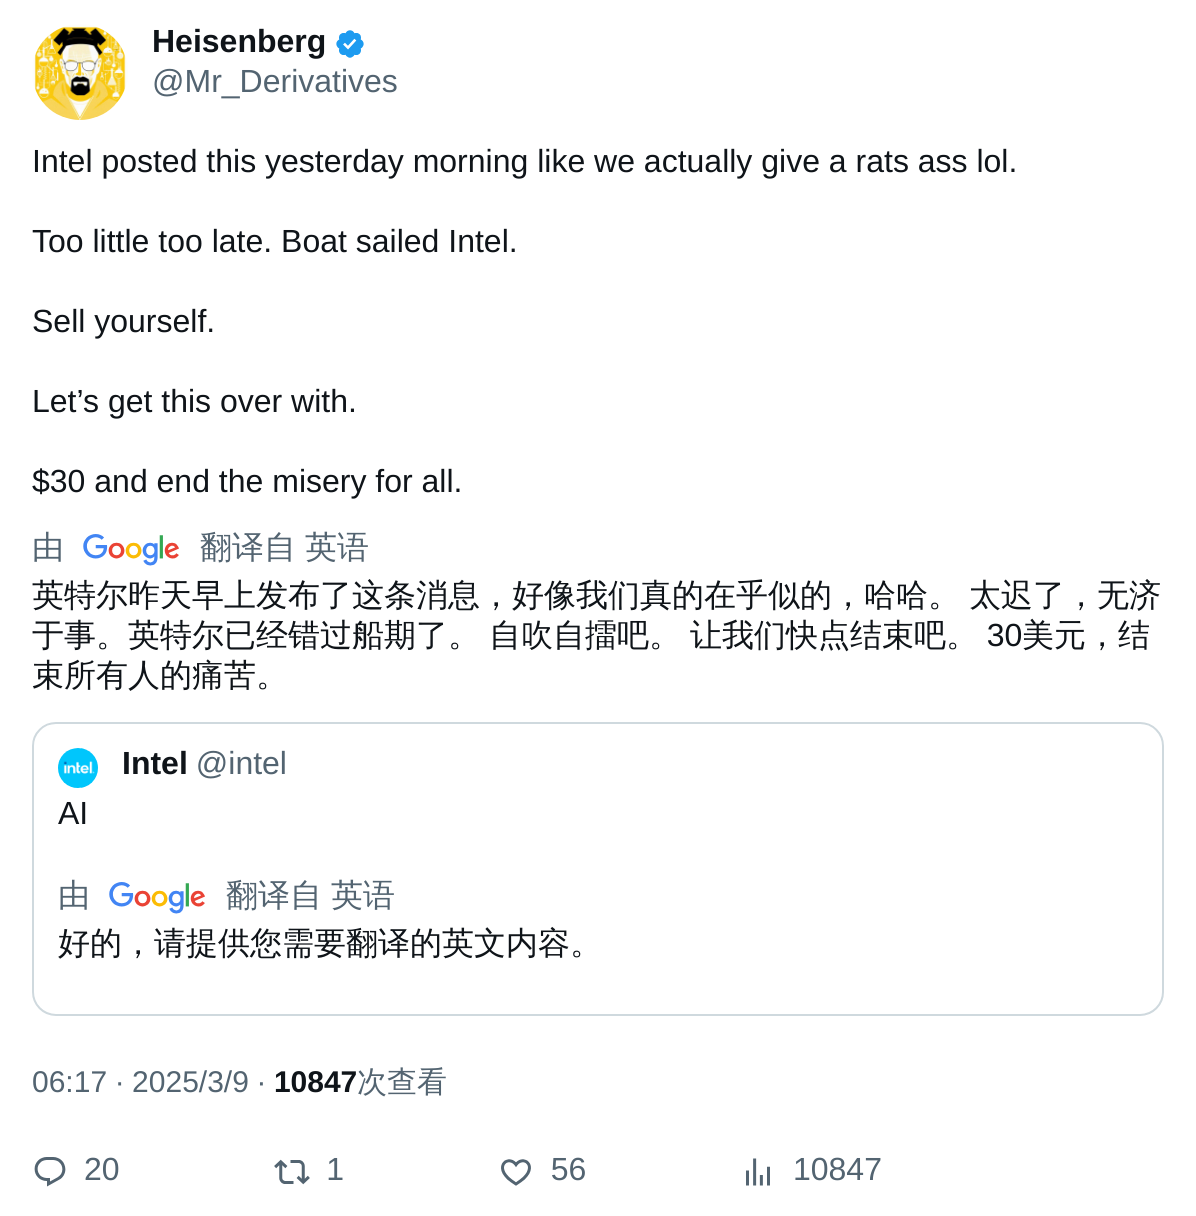 Heisenberg
@Mr_Derivatives
Intel posted this yesterday morning like we actually give a rats ass lol.
Too little too late. Boat sailed Intel.
Sell yourself.
Let’s get this over with.
$30 and end the misery for all.
由 Google 翻译自 英语
英特尔昨天早上发布了这条消息，好像我们真的在乎似的，哈哈。 太迟了，无济
于事。英特尔已经错过船期了。 自吹自擂吧。 让我们快点结束吧。 30美元，结
束所有人的痛苦。
intel Intel @intel
AI
由 Google 翻译自 英语
好的，请提供您需要翻译的英文内容。
06:17 · 2025/3/9 · 10847次查看
20 1 56 10847